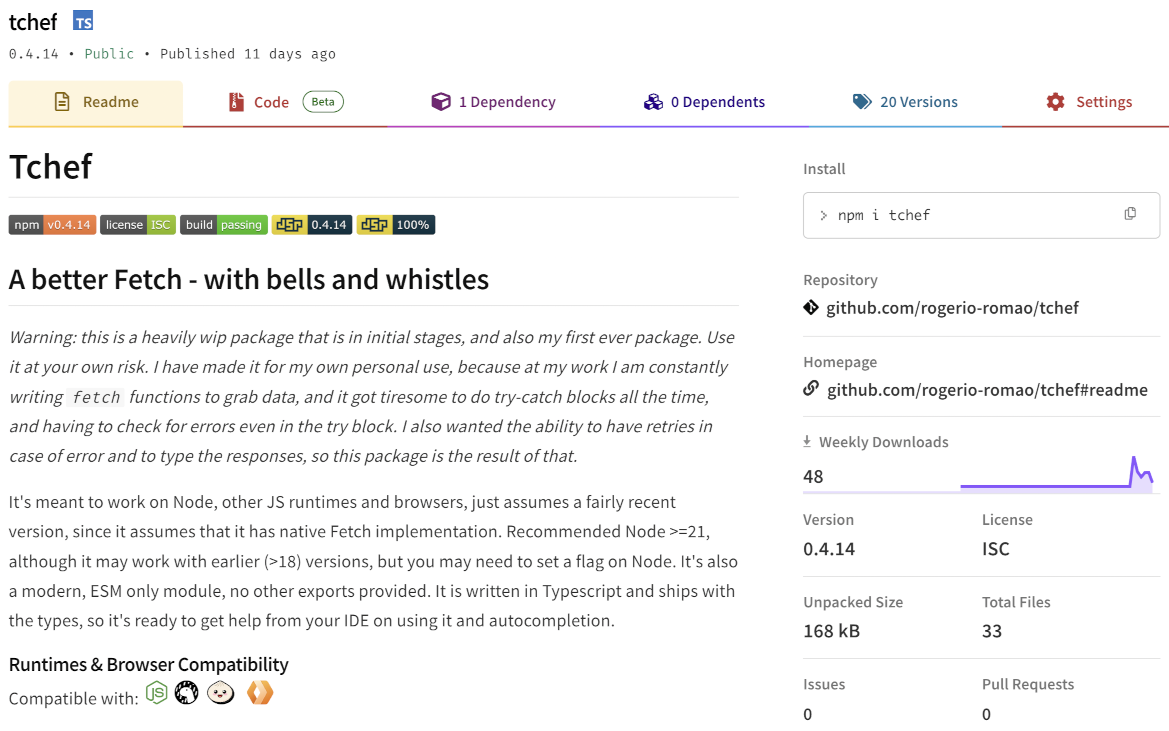 tchef TS
0.4.14 • Public • Published 11 days ago
Readme
Code Beta
1 Dependency
0 Dependents
20 Versions
Settings
Tchef
npm v0.4.14 license ISC build passing JSR 0.4.14 JSR 100%
A better Fetch - with bells and whistles
Warning: this is a heavily wip package that is in initial stages, and also my first ever package. Use
it at your own risk. I have made it for my own personal use, because at my work I am constantly
writing fetch functions to grab data, and it got tiresome to do try-catch blocks all the time,
and having to check for errors even in the try block. I also wanted the ability to have retries in
case of error and to type the responses, so this package is the result of that.
It's meant to work on Node, other JS runtimes and browsers, just assumes a fairly recent
version, since it assumes that it has native Fetch implementation. Recommended Node >=21,
although it may work with earlier (>18) versions, but you may need to set a flag on Node. It's also
a modern, ESM only module, no other exports provided. It is written in Typescript and ships with
the types, so it's ready to get help from your IDE on using it and autocompletion.
Runtimes & Browser Compatibility
Compatible with: JS
Install
> npm i tchef
Repository
github.com/rogerio-romao/tchef
Homepage
github.com/rogerio-romao/tchef#readme
Weekly Downloads
48
Version
0.4.14
License
ISC
Unpacked Size
168 kB
Total Files
33
Issues
0
Pull Requests
0